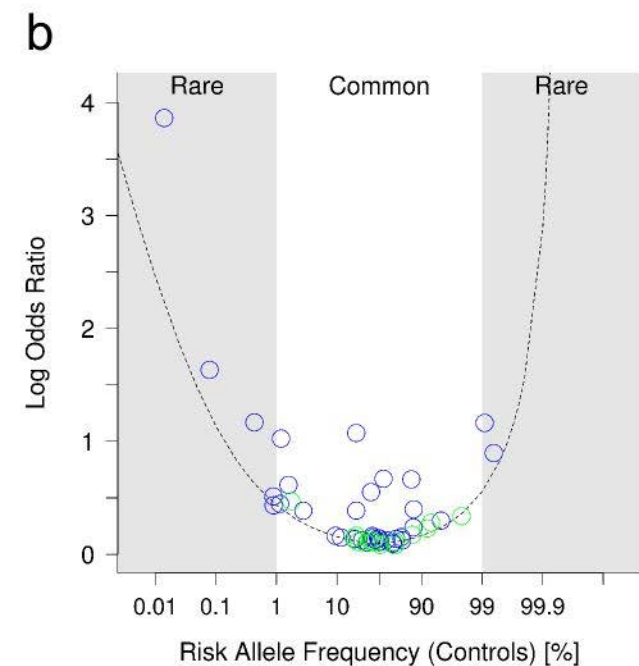 b
Rare Common Rare
4
3
2
1
0
Log Odds Ratio
0.01 0.1 1 10 90 99 99.9
Risk Allele Frequency (Controls) [%]